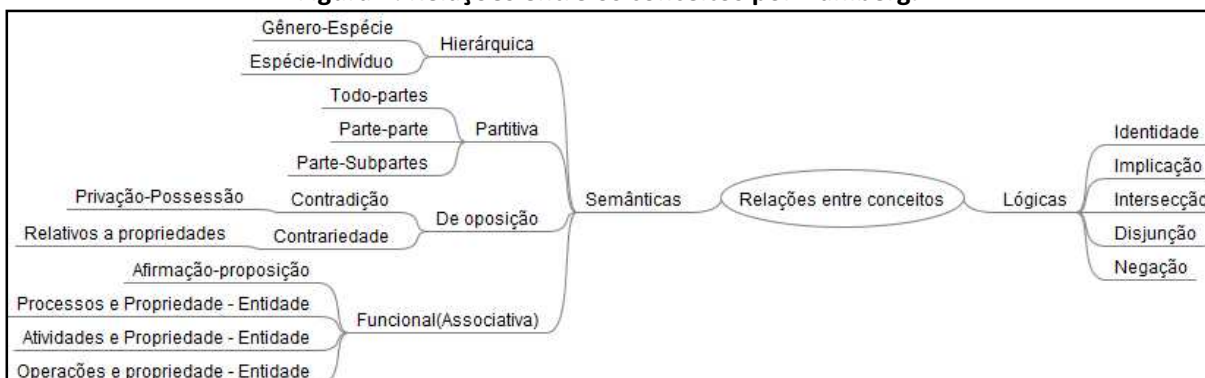 Gênero-Espécie
Espécie-Indivíduo
Hierárquica
Todo-partes
Parte-parte
Parte-Subpartes
Partitiva
Privação-Possessão
Contradição
Relativos a propriedades
Contrariedade
De oposição
Afirmação-proposição
Processos e Propriedade - Entidade
Atividades e Propriedade - Entidade
Operações e propriedade - Entidade
Funcional(Associativa)
Semânticas
Relações entre conceitos
Lógicas
Identidade
Implicação
Intersecção
Disjunção
Negação